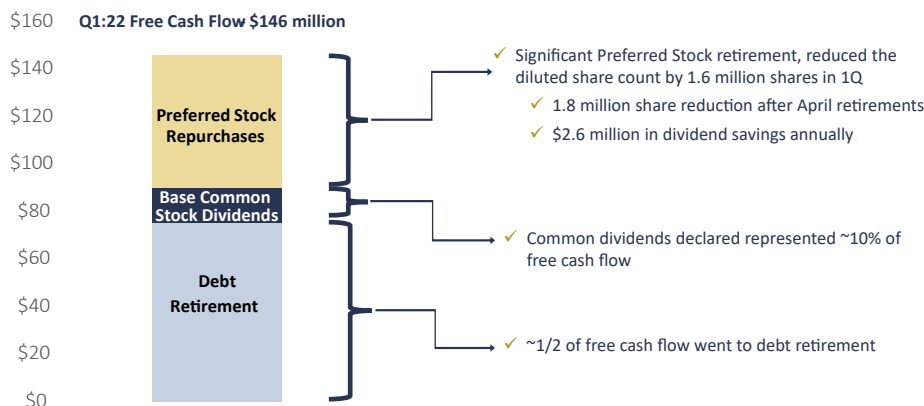 $160
Q1:22 Free Cash Flow- $146 million
$140
$120
$100
$80
$60
$40
$20
$0
Preferred Stock
Repurchases
Base Common
Stock Dividends
Debt
Retirement
✓ Significant Preferred Stock retirement, reduced the
diluted share count by 1.6 million shares in 1Q
✓ 1.8 million share reduction after April retirements
✓ $2.6 million in dividend savings annually
✓ Common dividends declared represented ~10% of
free cash flow
✓ ~1/2 of free cash flow went to debt retirement